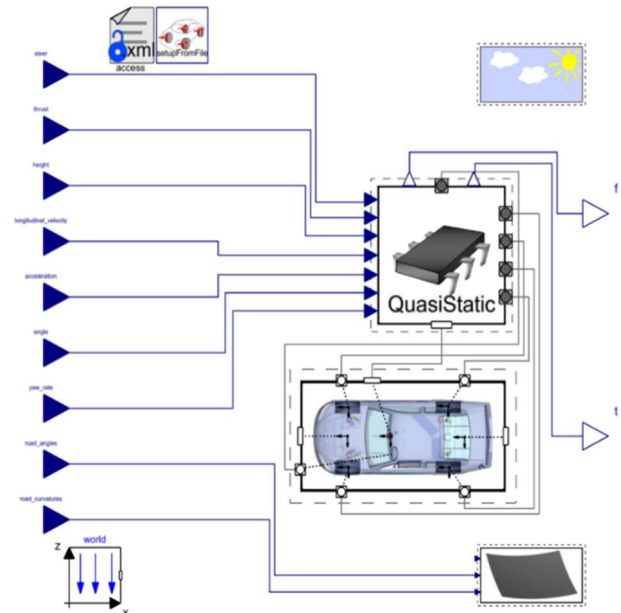 xml
setupFromFile
access
steer
thrust
height
longitudinal_velocity
acceleration
angle
yaw_rate
road_angles
road_curvatures
QuasiStatic
f
t
world
z
x